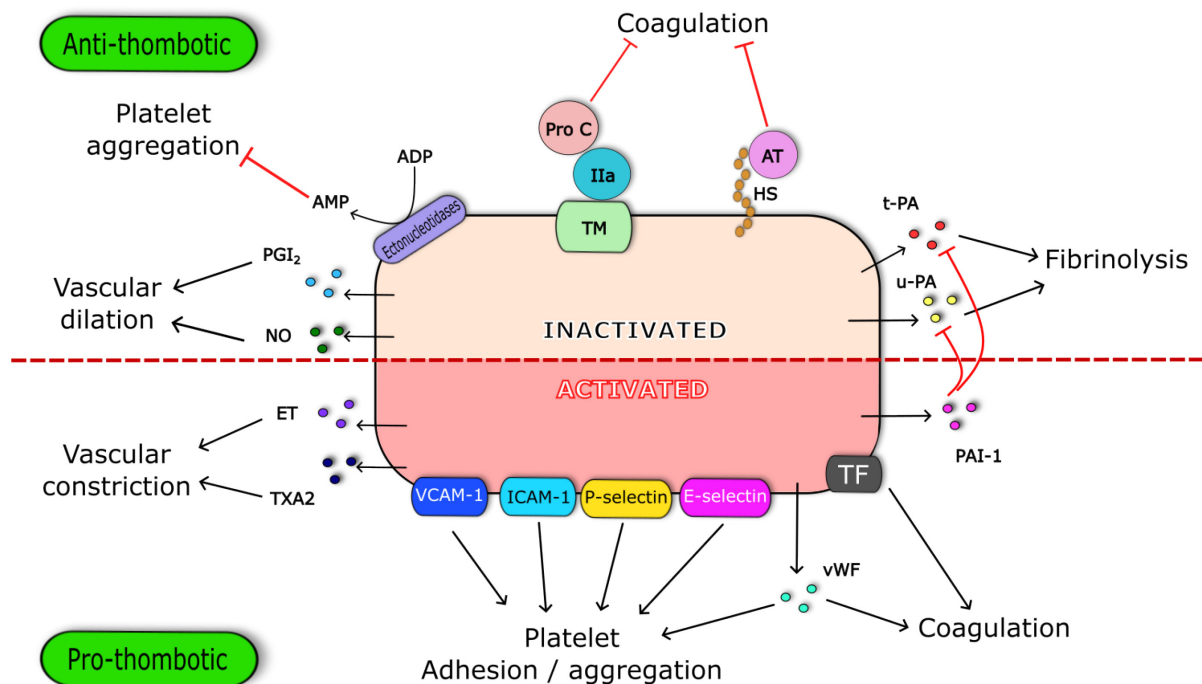 Coagulation
Anti-thombotic
Platelet
aggregation
Pro C
AT
ADP
IIa
HS
AMP
TM
t-PA
Ectonucleotidases
PGI₂
Fibrinolysis
u-PA
Vascular
dilation
NO
INACTIVATED
ACTIVATED
ET
Vascular
constriction
PAI-1
TF
TXA2
VCAM-1
ICAM-1
P-selectin
E-selectin
vWF
Platelet
Adhesion / aggregation
Coagulation
Pro-thombotic